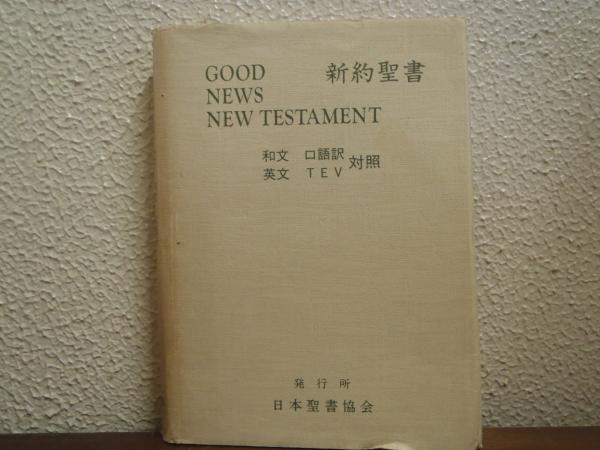 GOOD 新約聖書
NEWS
NEW TESTAMENT
和文 口語訳 対照
英文 TEV
発行所
日本聖書協会